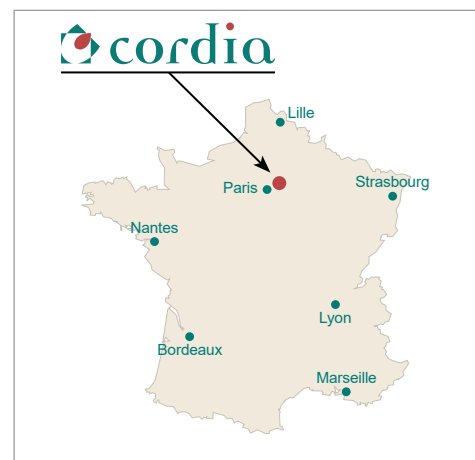 cordia
Lille
Paris
Strasbourg
Nantes
Lyon
Bordeaux
Marseille